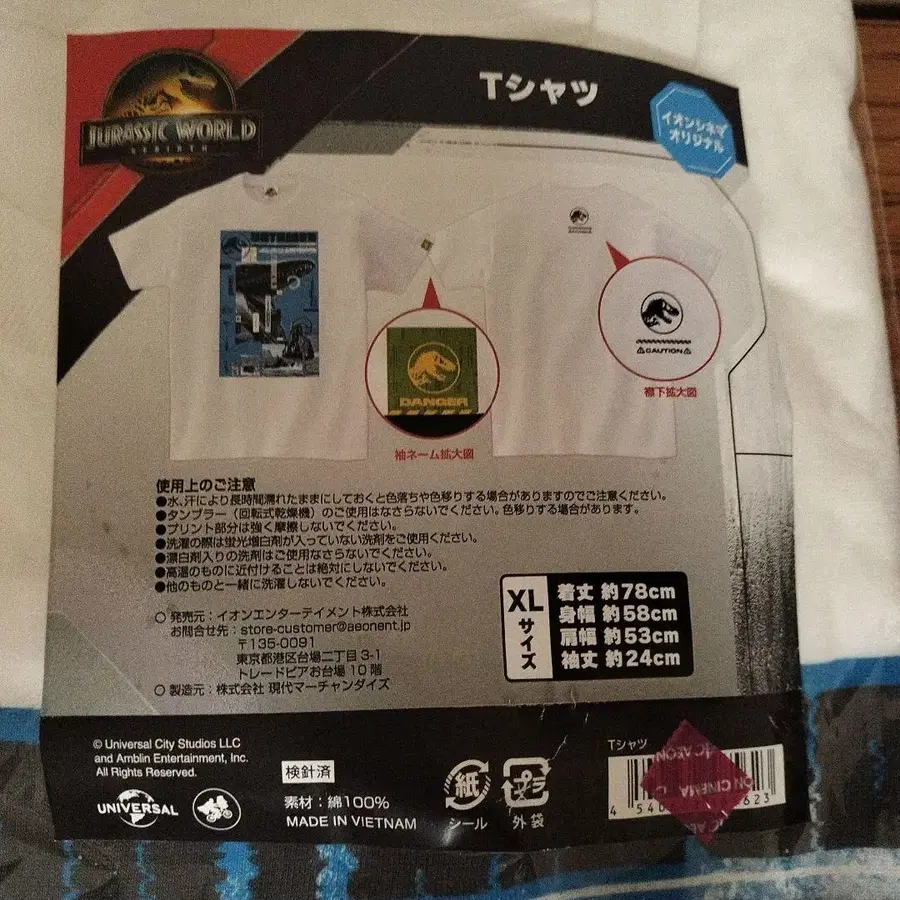 Tシャツ
イオンシネマ
オリジナル
JURASSIC WORLD
REBIRTH
DANGER
CAUTION
袖ネーム拡大図
襟下拡大図
使用上のご注意
●水、汗により長時間濡れたままにしておくと色落ちや色移りする場合がありますのでご注意ください。
●タンブラー（回転式乾燥機）のご使用はなさらないでください。色移りする場合があります。
●プリント部分は強く摩擦しないでください。
●洗濯の際は蛍光増白剤が入っていない洗剤をご使用ください。
●漂白剤入りの洗剤はご使用なさらないでください。
●高温のものに近付けることは絶対にしないでください。
●他のものと一緒に洗濯しないでください。
○ 発売元：イオンエンターテイメント株式会社
お問合せ先：store-customer@aeonent.jp
〒135-0091
東京都港区台場二丁目 3-1
トレードピアお台場 10 階
○ 製造元：株式会社 現代マーチャンダイズ
XLサイズ
着丈 約78cm
身幅 約58cm
肩幅 約53cm
袖丈 約24cm
© Universal City Studios LLC
and Amblin Entertainment, Inc.
All Rights Reserved.
UNIVERSAL
検針済
素材：綿100%
MADE IN VIETNAM
紙
シール
プラ
外袋
Tシャツ
AEON
ON CINEMA
4 540
623